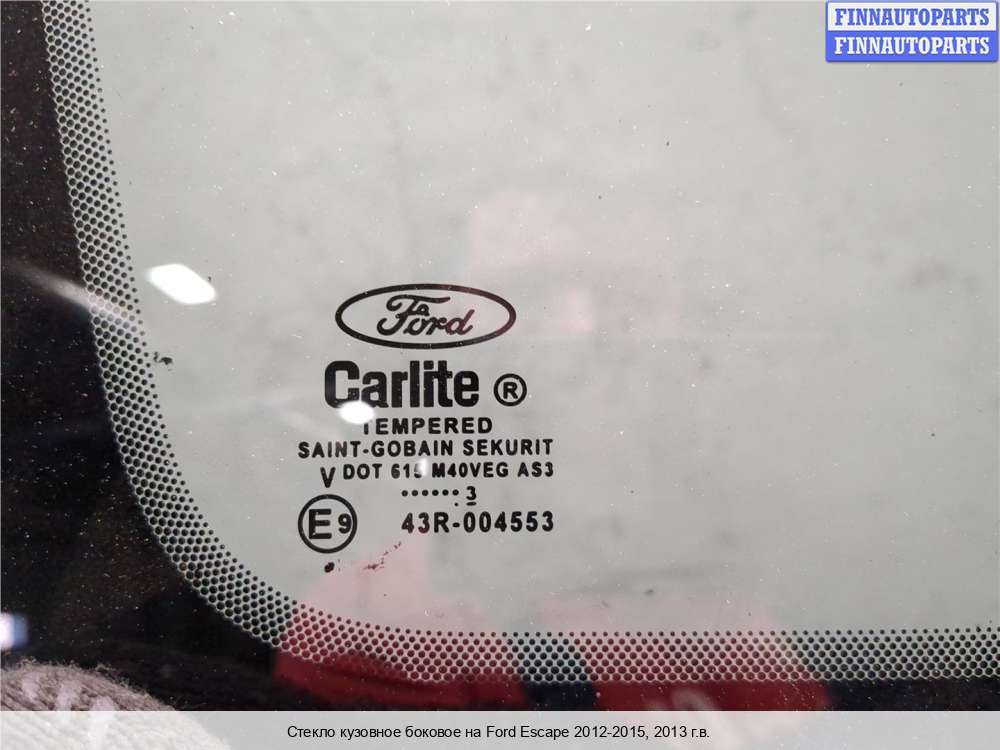 FINNAUTOPARTS
FINNAUTOPARTS
Ford
Carlite ®
TEMPERED
SAINT-GOBAIN SEKURIT
V DOT 615 M40VEG AS3
...... 3
E9 43R-004553
Стекло кузовное боковое на Ford Escape 2012-2015, 2013 г.в.